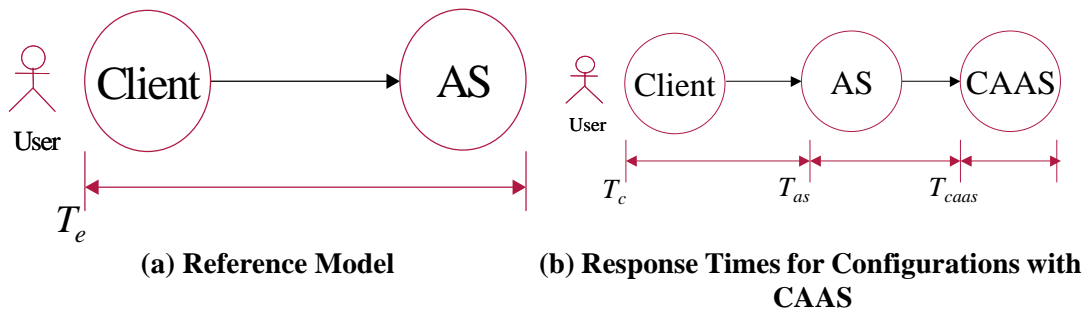 Client
AS
User
T_e
(a) Reference Model
Client
AS
CAAS
User
T_c
T_as
T_caas
(b) Response Times for Configurations with
CAAS